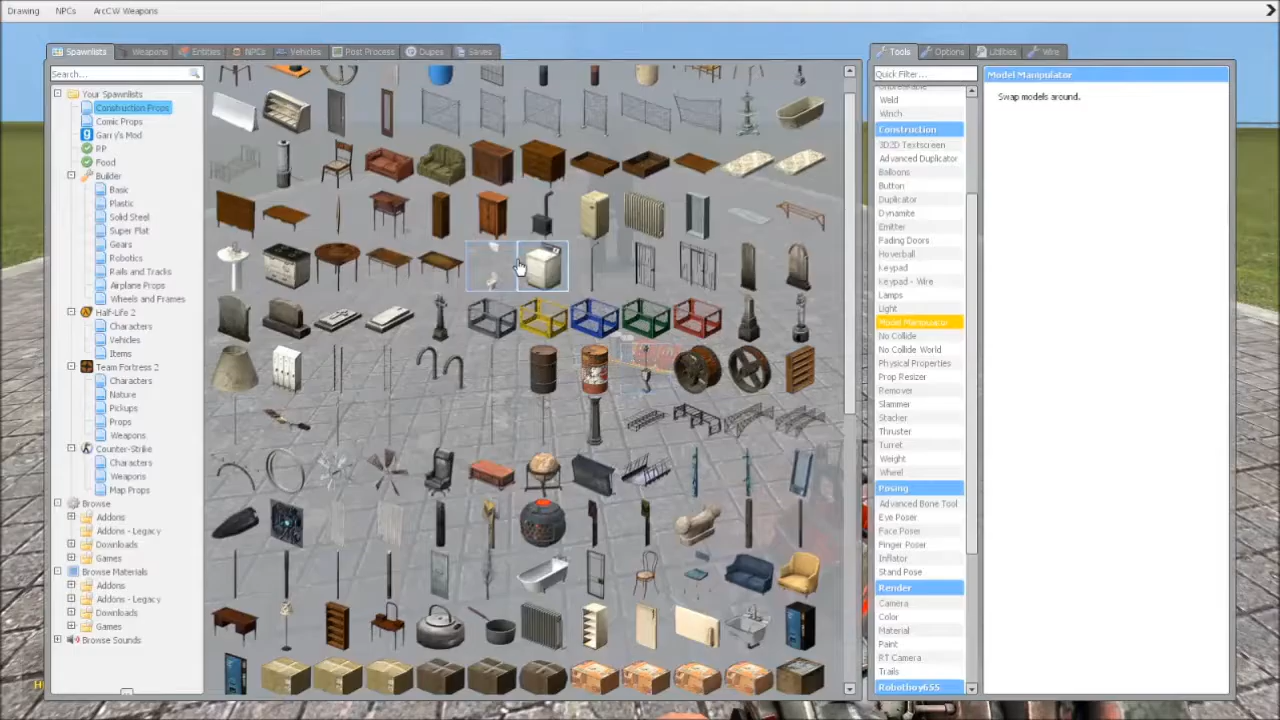 Drawing NPCs ArcCW Weapons
Spawnlists Weapons Entities NPCs Vehicles Post Process Dupes Saves
Search...
Your Spawnlists
Construction Props
Comic Props
Garry's Mod
RP
Food
Builder
Basic
Plastic
Solid Steel
Super Flat
Gears
Robotics
Rails and Tracks
Airplane Props
Wheels and Frames
Half-Life 2
Characters
Vehicles
Items
Team Fortress 2
Characters
Nature
Pickups
Props
Weapons
Counter-Strike
Characters
Weapons
Map Props
Browse
Addons
Addons - Legacy
Downloads
Games
Browse Materials
Addons
Addons - Legacy
Downloads
Games
Browse Sounds
Tools Options Utilities Wire
Quick Filter...
Unbreakable
Weld
Winch
Construction
3D2D Textscreen
Advanced Duplicator
Balloons
Button
Duplicator
Dynamite
Emitter
Fading Doors
Hoverball
Keypad
Keypad - Wire
Lamps
Light
Model Manipulator
No Collide
No Collide World
Physical Properties
Prop Resizer
Remover
Slammer
Stacker
Thruster
Turret
Weight
Wheel
Posing
Advanced Bone Tool
Eye Poser
Face Poser
Finger Poser
Inflator
Stand Pose
Render
Camera
Color
Material
Paint
RT Camera
Trails
Robotboy655
Model Manipulator
Swap models around.